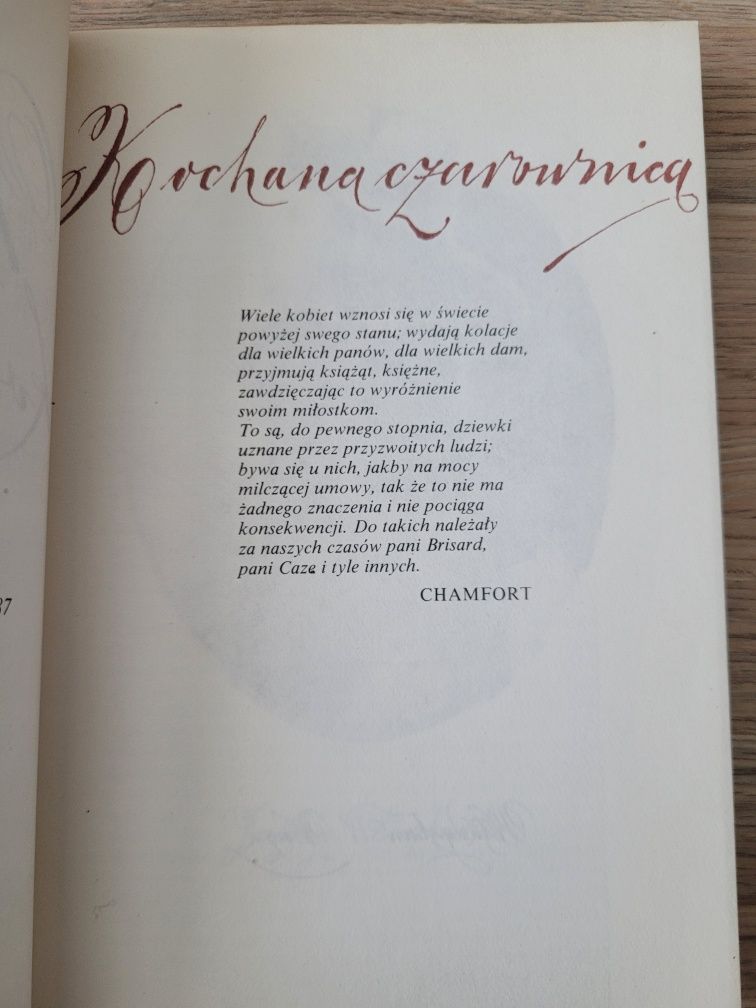 Kochana czarownica
Wiele kobiet wznosi się w świecie
powyżej swego stanu; wydają kolacje
dla wielkich panów, dla wielkich dam,
przyjmują książąt, księżne,
zawdzięczając to wyróżnienie
swoim miłostkom.
To są, do pewnego stopnia, dziewki
uznane przez przyzwoitych ludzi;
bywa się u nich, jakby na mocy
milczącej umowy, tak że to nie ma
żadnego znaczenia i nie pociąga
konsekwencji. Do takich należały
za naszych czasów pani Brisard,
pani Caze i tyle innych.
CHAMFORT
37